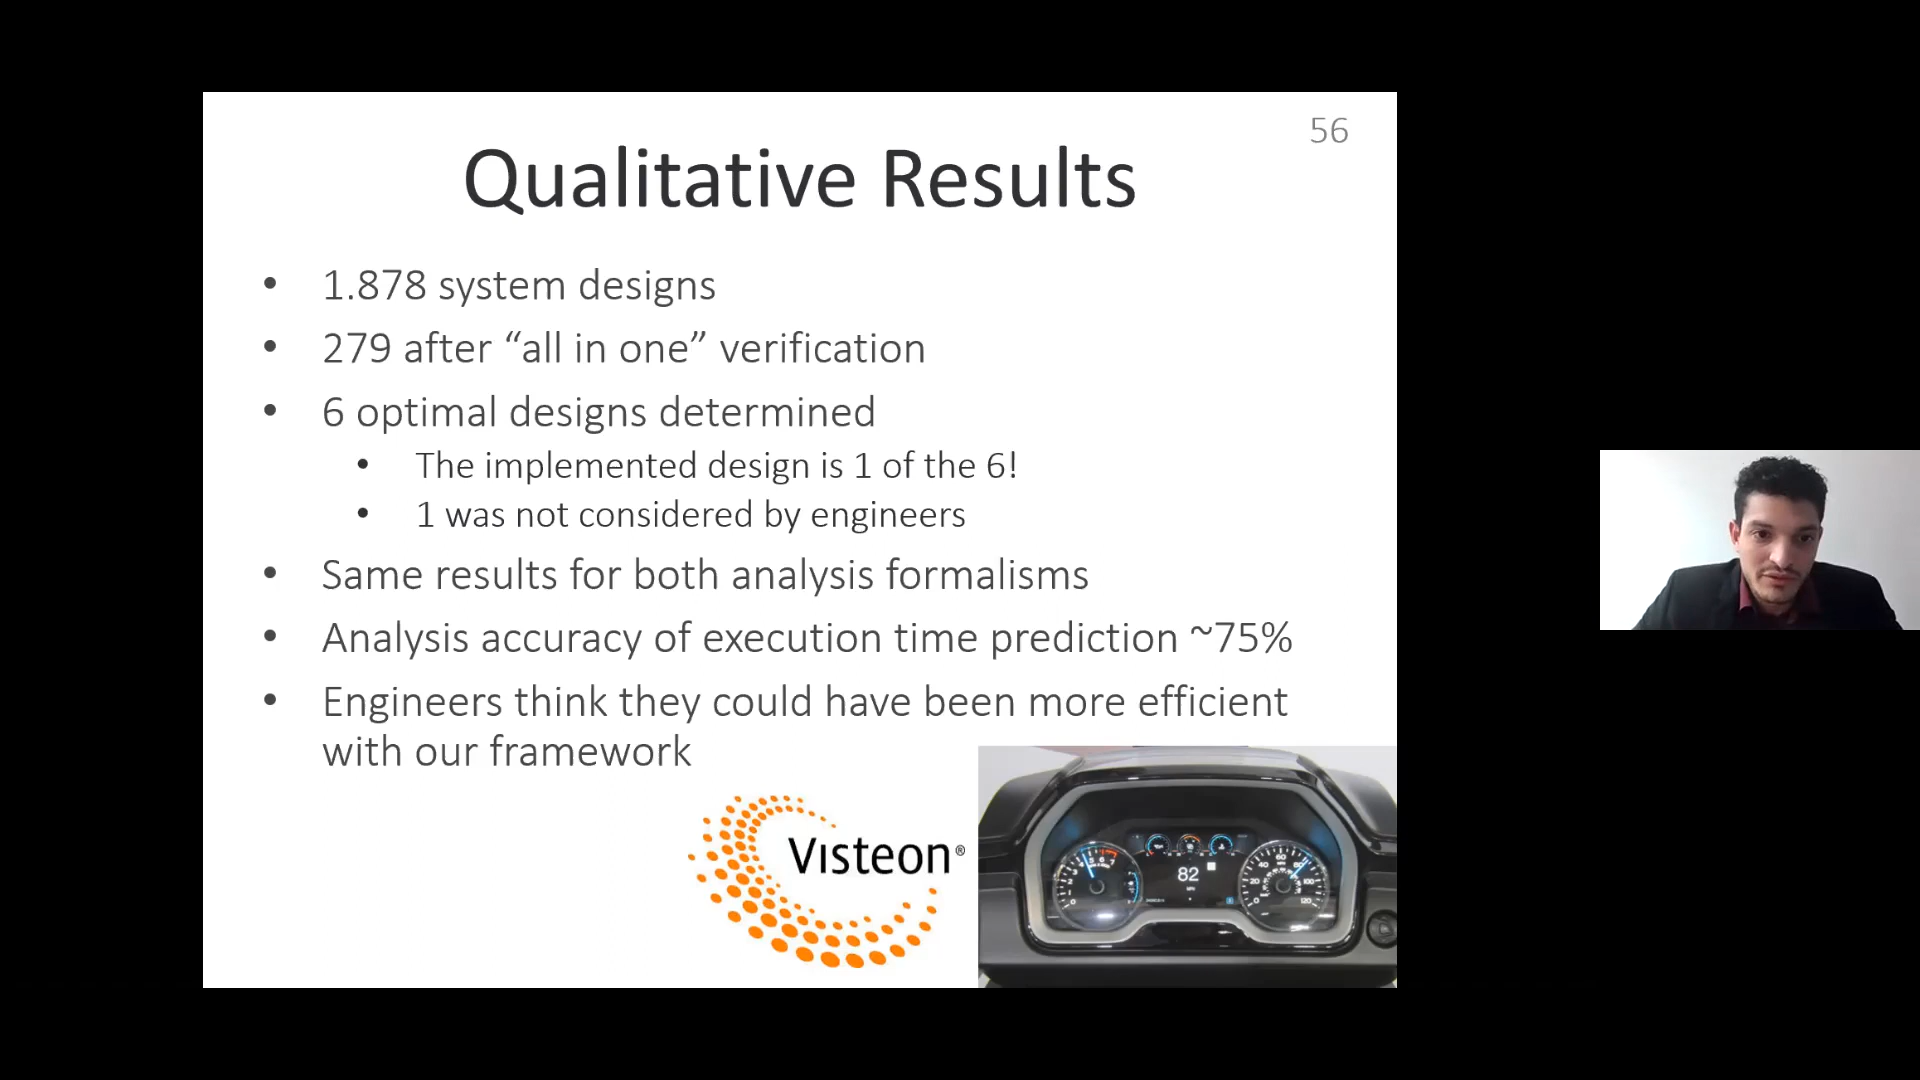 56
Qualitative Results
• 1.878 system designs
• 279 after “all in one” verification
• 6 optimal designs determined
• The implemented design is 1 of the 6!
• 1 was not considered by engineers
• Same results for both analysis formalisms
• Analysis accuracy of execution time prediction ~75%
• Engineers think they could have been more efficient
with our framework
Visteon®
82